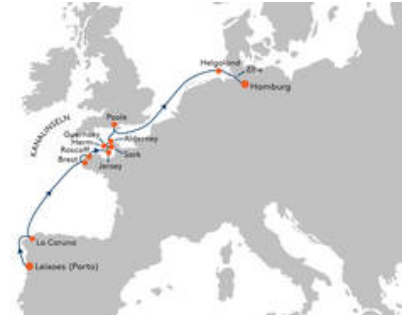 Helgoland
Elbe
Hamburg
Poole
KANALINSELN
Guernsey
Alderney
Herm
Roscoff
Sark
Brest
Jersey
La Coruna
Leixoes (Porto)